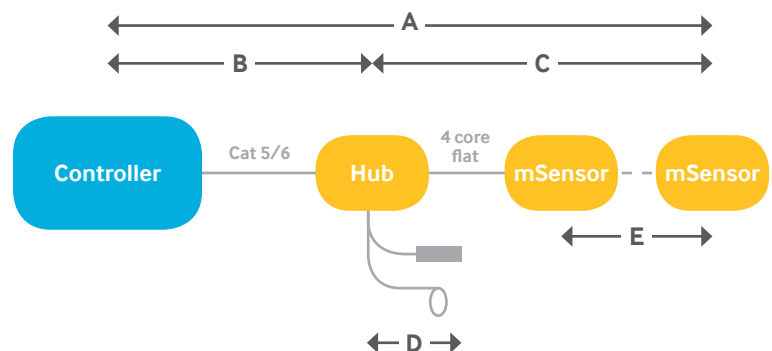 A
B
C
Controller
Cat 5/6
Hub
4 core
flat
mSensor
mSensor
E
D